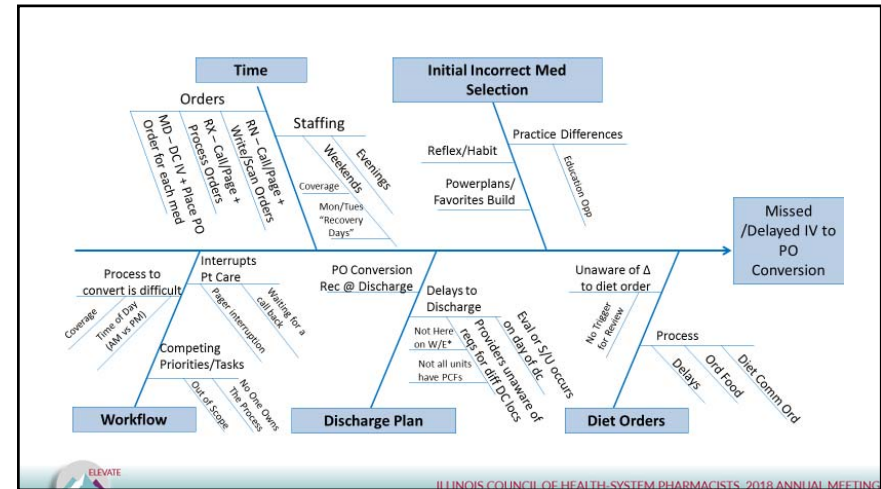 Time
Initial Incorrect Med
Selection
Orders
MD – DC IV + Place PO
Order for each med
RX – Call/Page +
Process Orders
RN – Call/Page +
Write/Scan Orders
Staffing
Weekends
Evenings
Coverage
Mon/Tues
"Recovery
Days"
Reflex/Habit
Powerplans/
Favorites Build
Practice Differences
Education Opp
Missed
/Delayed IV to
PO
Conversion
Process to
convert is difficult
Coverage
Time of Day
(AM vs PM)
Interrupts
Pt Care
Pager interruption
Waiting for a
call back
Competing
Priorities/Tasks
Out of Scope
No One Owns
The Process
Workflow
PO Conversion
Rec @ Discharge
Delays to
Discharge
Not Here
on W/E*
Not all units
have PCFs
Providers unaware of
reqs for diff DC locs
Eval or S/U occurs
on day of dc
Discharge Plan
Unaware of Δ
to diet order
No Trigger
for Review
Process
Delays
Ord Food
Diet Comm Ord
Diet Orders
ELEVATE
ILLINOIS COUNCIL OF HEALTH-SYSTEM PHARMACISTS 2018 ANNUAL MEETING